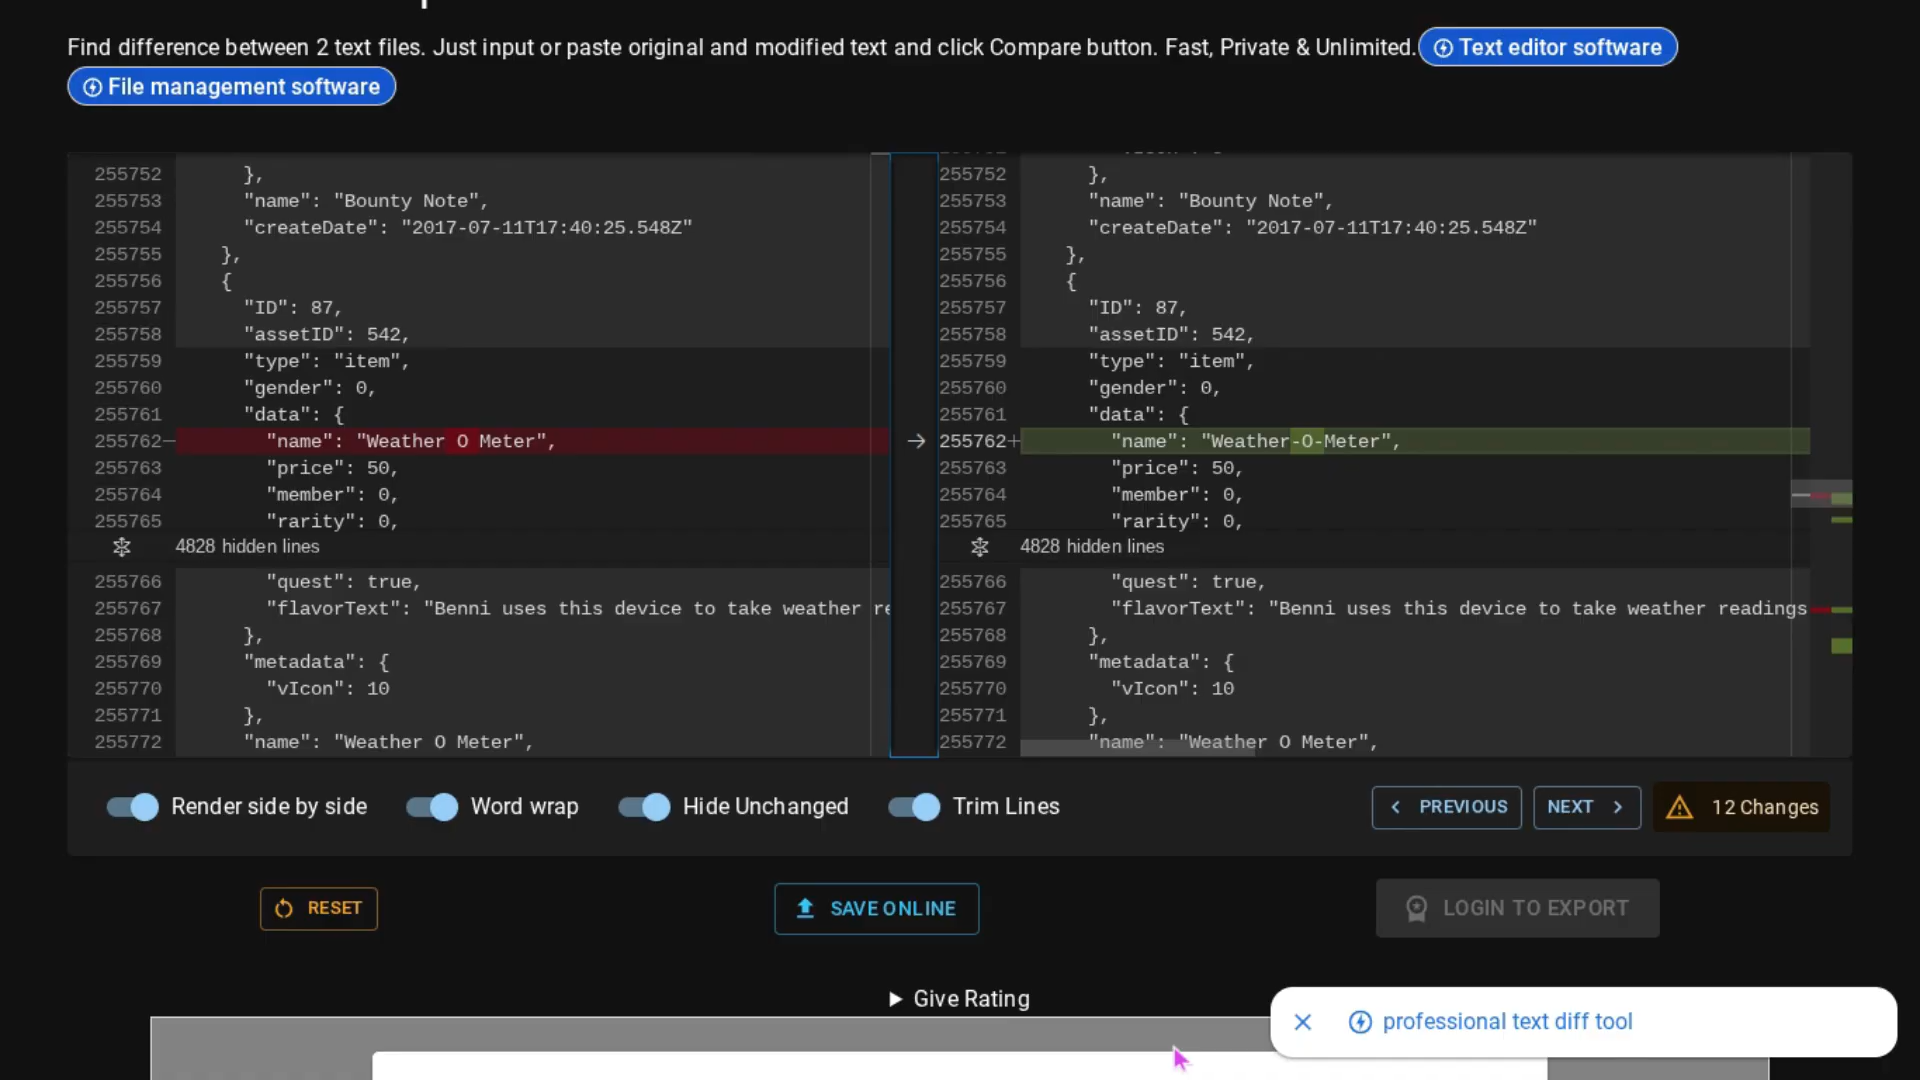 Find difference between 2 text files. Just input or paste original and modified text and click Compare button. Fast, Private & Unlimited. Text editor software
File management software
255752 },
255753 "name": "Bounty Note",
255754 "createDate": "2017-07-11T17:40:25.548Z"
255755 },
255756 {
255757 "ID": 87,
255758 "assetID": 542,
255759 "type": "item",
255760 "gender": 0,
255761 "data": {
255762— "name": "Weather O Meter",
255763 "price": 50,
255764 "member": 0,
255765 "rarity": 0,
4828 hidden lines
255766 "quest": true,
255767 "flavorText": "Benni uses this device to take weather re
255768 },
255769 "metadata": {
255770 "vIcon": 10
255771 },
255772 "name": "Weather O Meter",
255752 },
255753 "name": "Bounty Note",
255754 "createDate": "2017-07-11T17:40:25.548Z"
255755 },
255756 {
255757 "ID": 87,
255758 "assetID": 542,
255759 "type": "item",
255760 "gender": 0,
255761 "data": {
255762+ "name": "Weather-O-Meter",
255763 "price": 50,
255764 "member": 0,
255765 "rarity": 0,
4828 hidden lines
255766 "quest": true,
255767 "flavorText": "Benni uses this device to take weather readings
255768 },
255769 "metadata": {
255770 "vIcon": 10
255771 },
255772 "name": "Weather O Meter",
Render side by side Word wrap Hide Unchanged Trim Lines PREVIOUS NEXT 12 Changes
RESET SAVE ONLINE LOGIN TO EXPORT
Give Rating
professional text diff tool